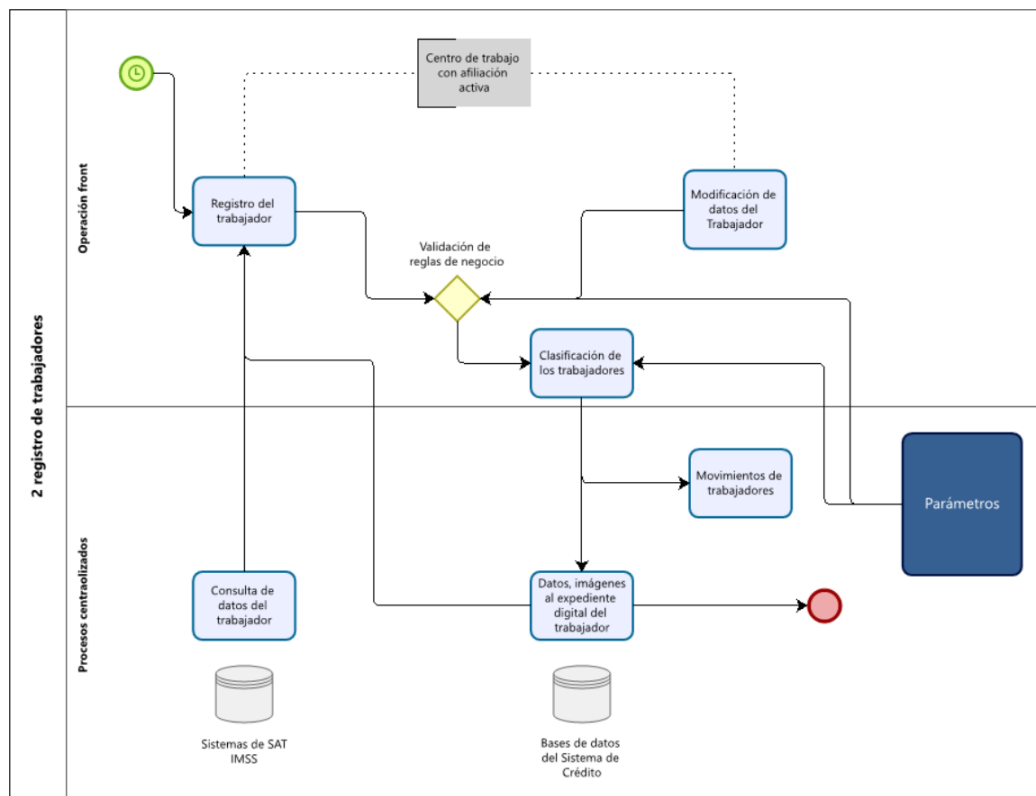 2 registro de trabajadores
Operación front
Centro de trabajo
con afiliación
activa
Registro del
trabajador
Modificación de
datos del
Trabajador
Validación de
reglas de negocio
Clasificación de
los trabajadores
Procesos centraolizados
Movimientos de
trabajadores
Parámetros
Consulta de
datos del
trabajador
Datos, imágenes
al expediente
digital del
trabajador
Sistemas de SAT
IMSS
Bases de datos
del Sistema de
Crédito